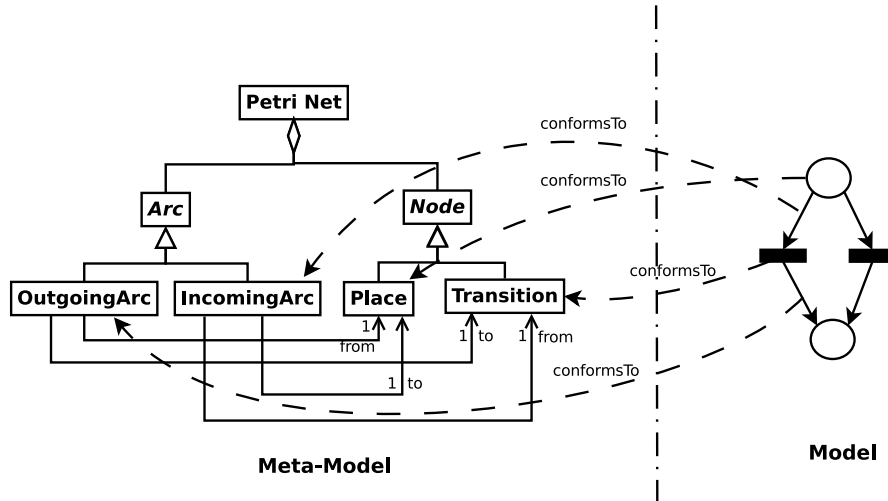 Petri Net
conformsTo
conformsTo
Arc
Node
conformsTo
OutgoingArc
IncomingArc
Place
Transition
1
from
1 to
1 from
1 to
conformsTo
Meta-Model
Model